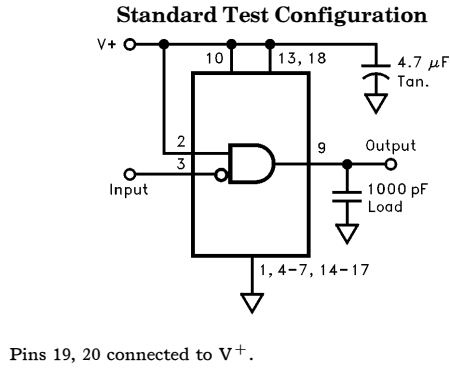 Standard Test Configuration
V+
10
13, 18
4.7 μF
Tan.
2
3
9
Output
Input
1000 pF
Load
1, 4–7, 14–17
Pins 19, 20 connected to V+.